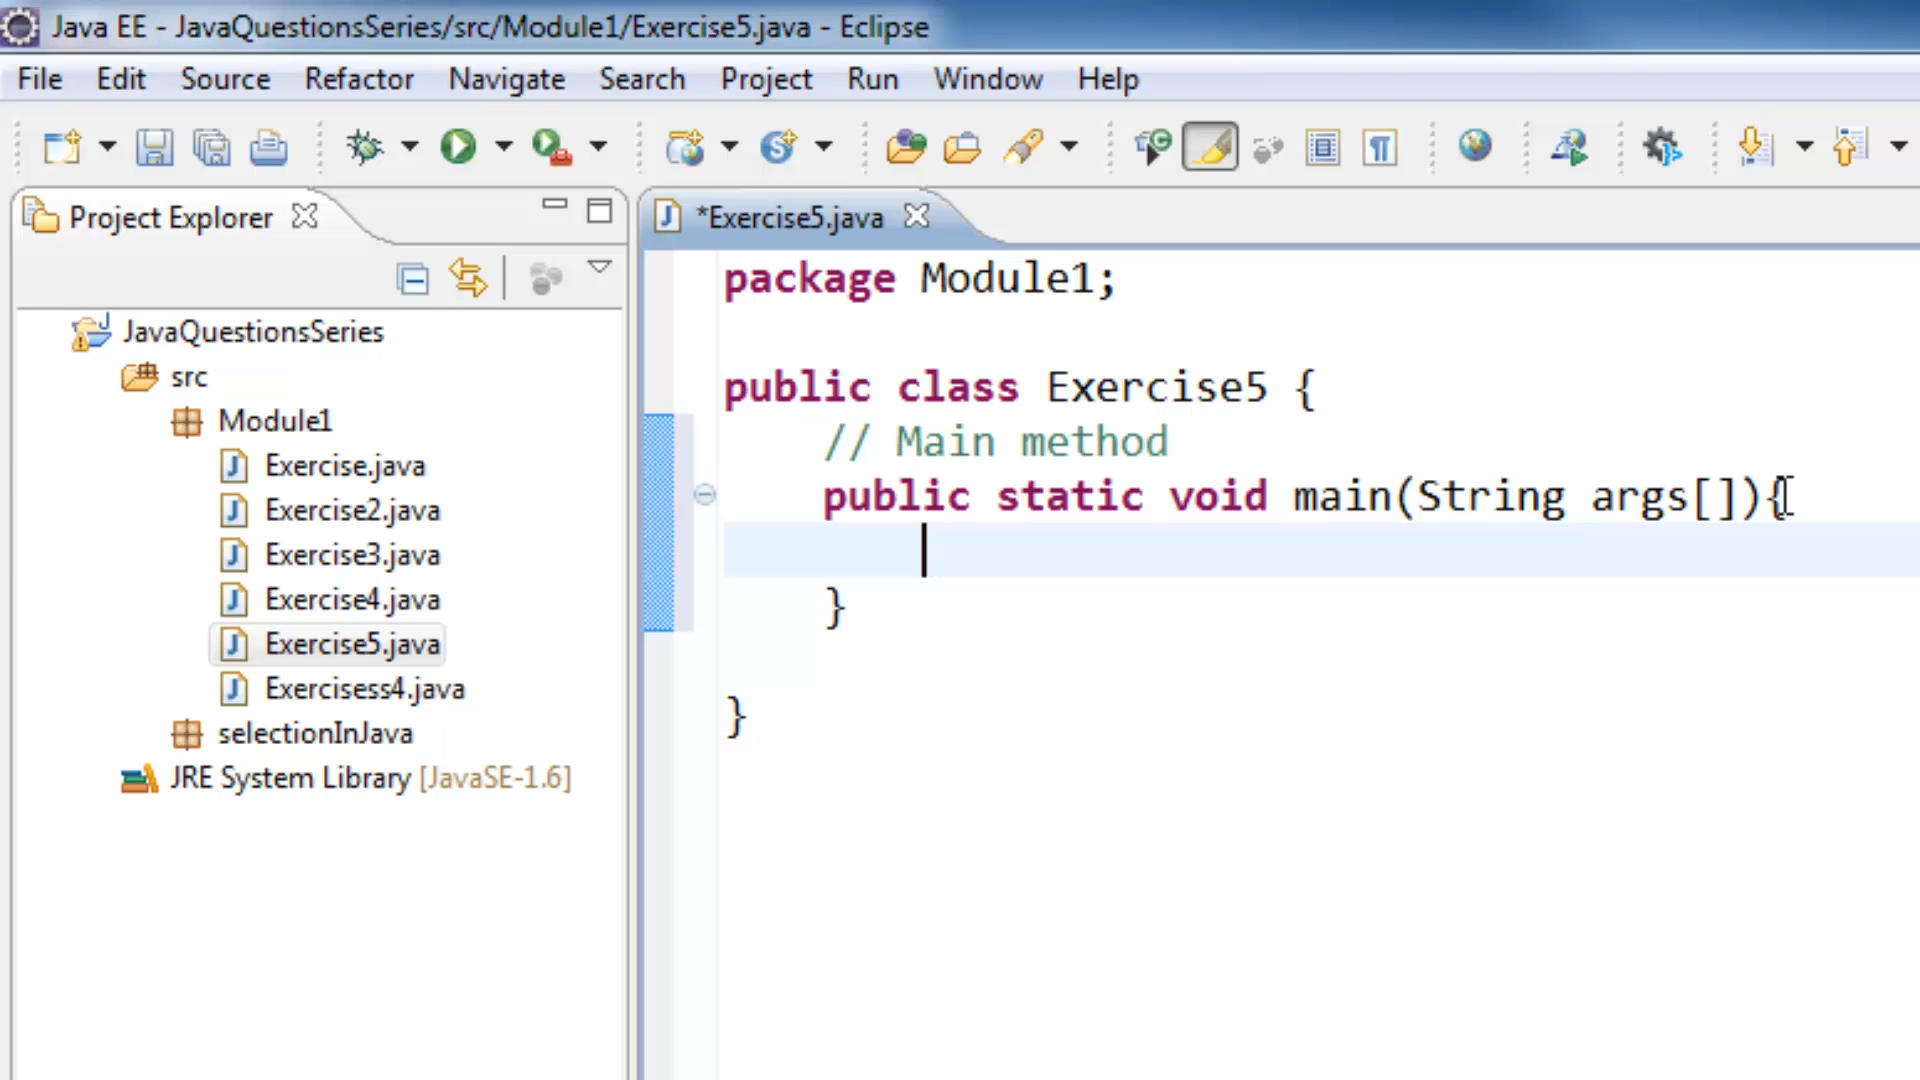 Java EE - JavaQuestionsSeries/src/Module1/Exercise5.java - Eclipse
File Edit Source Refactor Navigate Search Project Run Window Help
Project Explorer
*Exercise5.java
JavaQuestionsSeries
src
Module1
Exercise.java
Exercise2.java
Exercise3.java
Exercise4.java
Exercise5.java
Exercisess4.java
selectionInJava
JRE System Library [JavaSE-1.6]
package Module1;
public class Exercise5 {
// Main method
public static void main(String args[]){
}
}